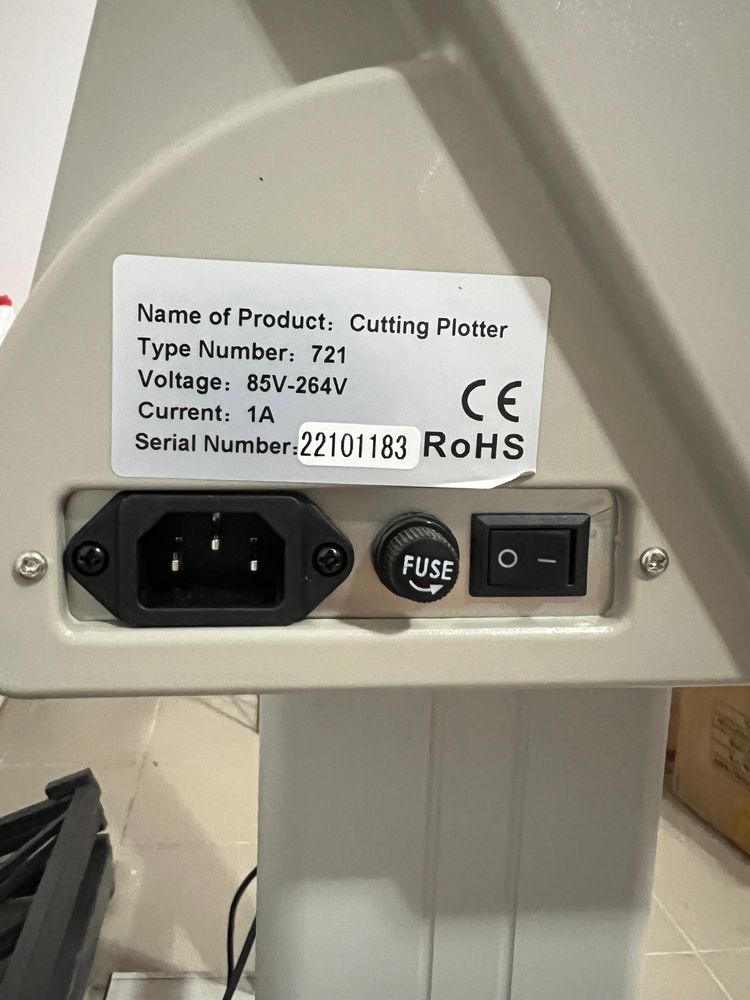 Name of Product: Cutting Plotter
Type Number: 721
Voltage: 85V-264V
Current: 1A
CE
Serial Number: 22101183 RoHS
FUSE
O I